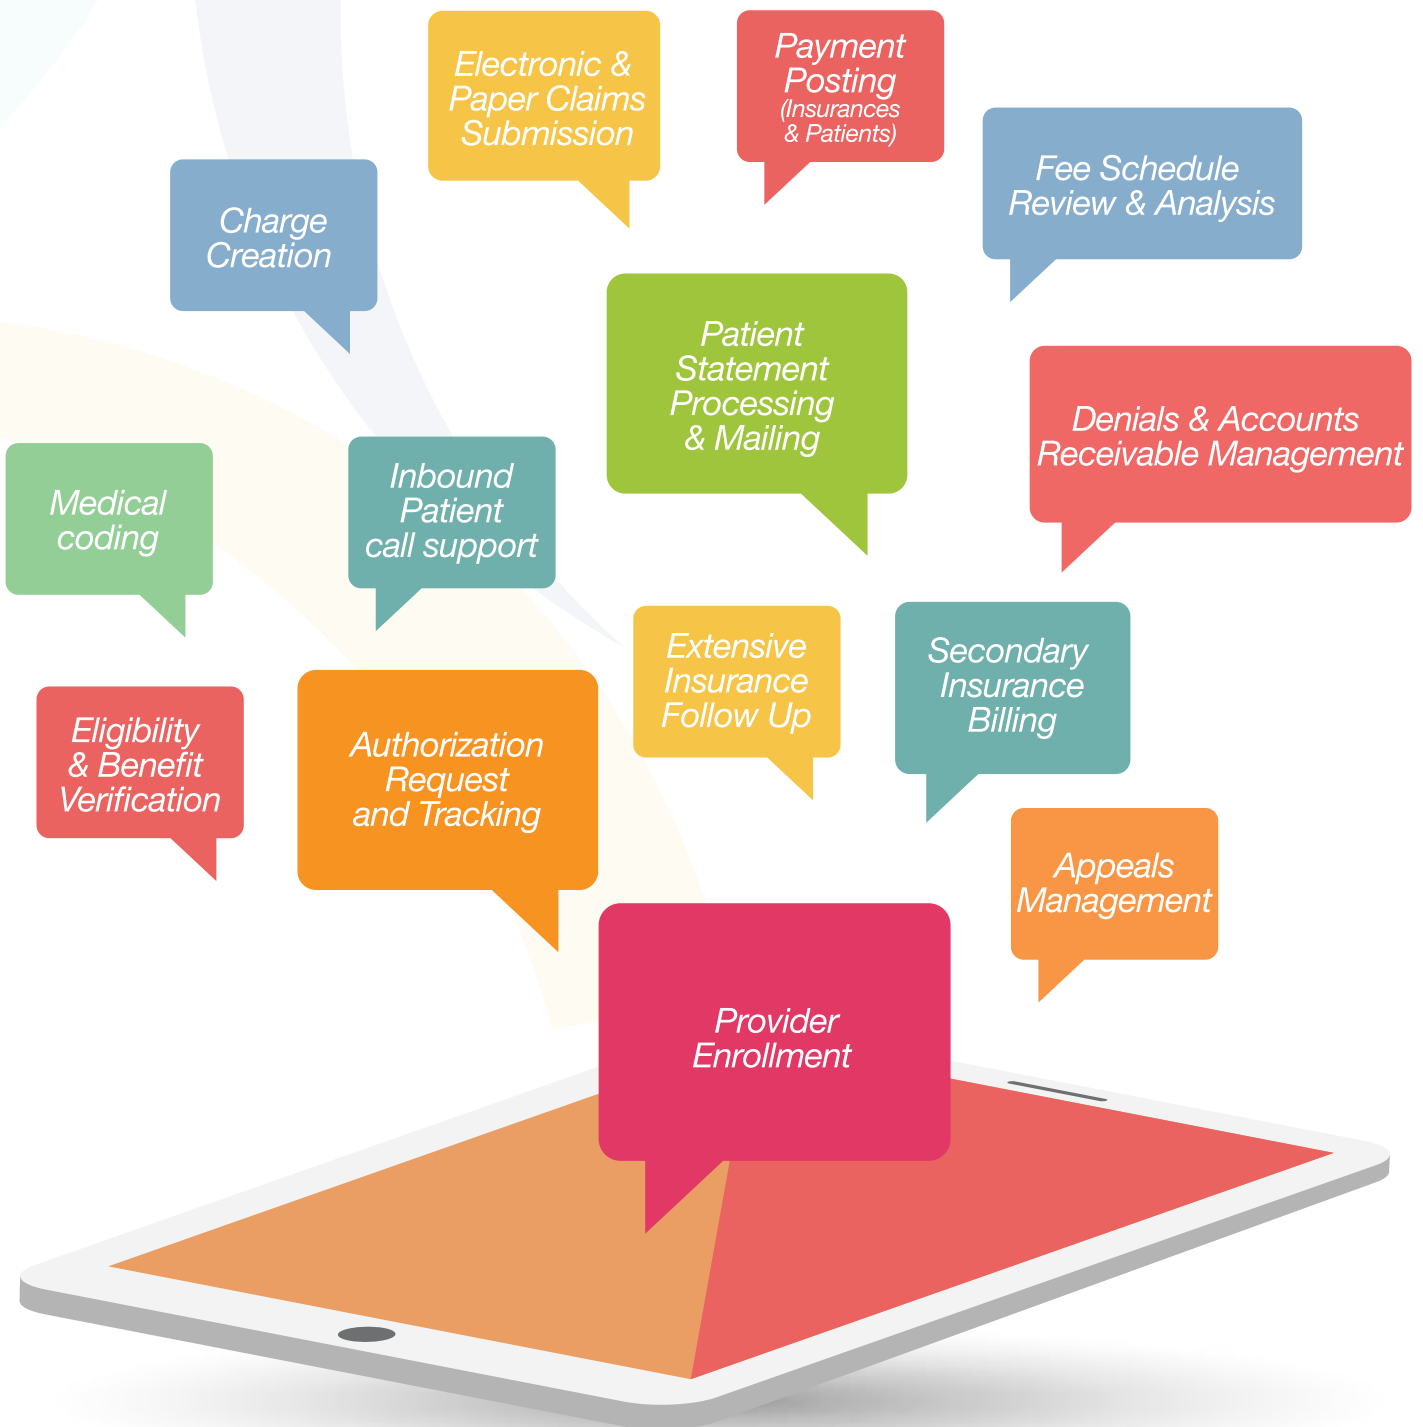 Electronic &
Paper Claims
Submission
Payment
Posting
(Insurances
& Patients)
Fee Schedule
Review & Analysis
Charge
Creation
Patient
Statement
Processing
& Mailing
Denials & Accounts
Receivable Management
Medical
coding
Inbound
Patient
call support
Extensive
Insurance
Follow Up
Secondary
Insurance
Billing
Eligibility
& Benefit
Verification
Authorization
Request
and Tracking
Appeals
Management
Provider
Enrollment